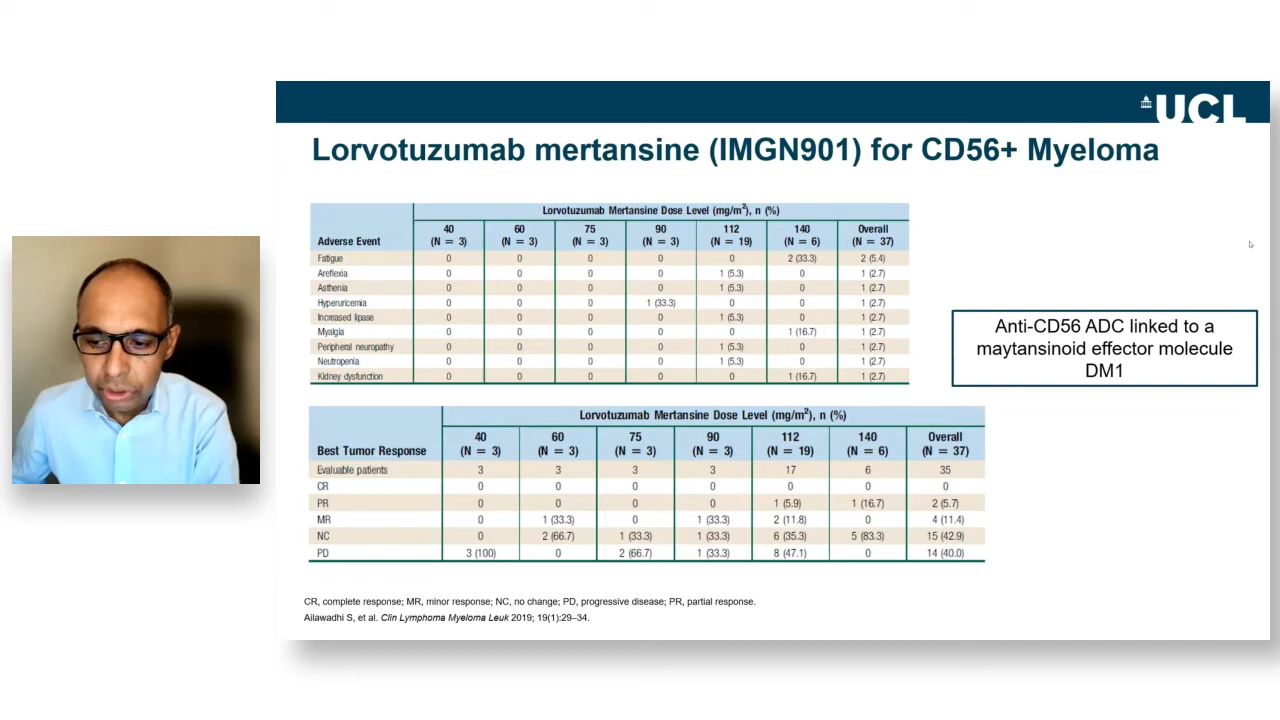 UCL
Lorvotuzumab mertansine (IMGN901) for CD56+ Myeloma
Lorvotuzumab Mertansine Dose Level (mg/m²), n (%)
40 60 75 90 112 140 Overall
Adverse Event (N = 3) (N = 3) (N = 3) (N = 3) (N = 19) (N = 6) (N = 37)
Fatigue 0 0 0 0 0 2 (33.3) 2 (5.4)
Areflexia 0 0 0 0 1 (5.3) 0 1 (2.7)
Asthenia 0 0 0 0 1 (5.3) 0 1 (2.7)
Hyperuricemia 0 0 0 1 (33.3) 0 0 1 (2.7)
Increased lipase 0 0 0 0 1 (5.3) 0 1 (2.7)
Myalgia 0 0 0 0 0 1 (16.7) 1 (2.7)
Peripheral neuropathy 0 0 0 0 1 (5.3) 0 1 (2.7)
Neutropenia 0 0 0 0 1 (5.3) 0 1 (2.7)
Kidney dysfunction 0 0 0 0 0 1 (16.7) 1 (2.7)
Anti-CD56 ADC linked to a
maytansinoid effector molecule
DM1
Lorvotuzumab Mertansine Dose Level (mg/m²), n (%)
40 60 75 90 112 140 Overall
Best Tumor Response (N = 3) (N = 3) (N = 3) (N = 3) (N = 19) (N = 6) (N = 37)
Evaluable patients 3 3 3 3 17 6 35
CR 0 0 0 0 0 0 0
PR 0 0 0 0 1 (5.9) 1 (16.7) 2 (5.7)
MR 0 1 (33.3) 0 1 (33.3) 2 (11.8) 0 4 (11.4)
NC 0 2 (66.7) 1 (33.3) 1 (33.3) 6 (35.3) 5 (83.3) 15 (42.9)
PD 3 (100) 0 2 (66.7) 1 (33.3) 8 (47.1) 0 14 (40.0)
CR, complete response; MR, minor response; NC, no change; PD, progressive disease; PR, partial response.
Ailawadhi S, et al. Clin Lymphoma Myeloma Leuk 2019; 19(1):29–34.